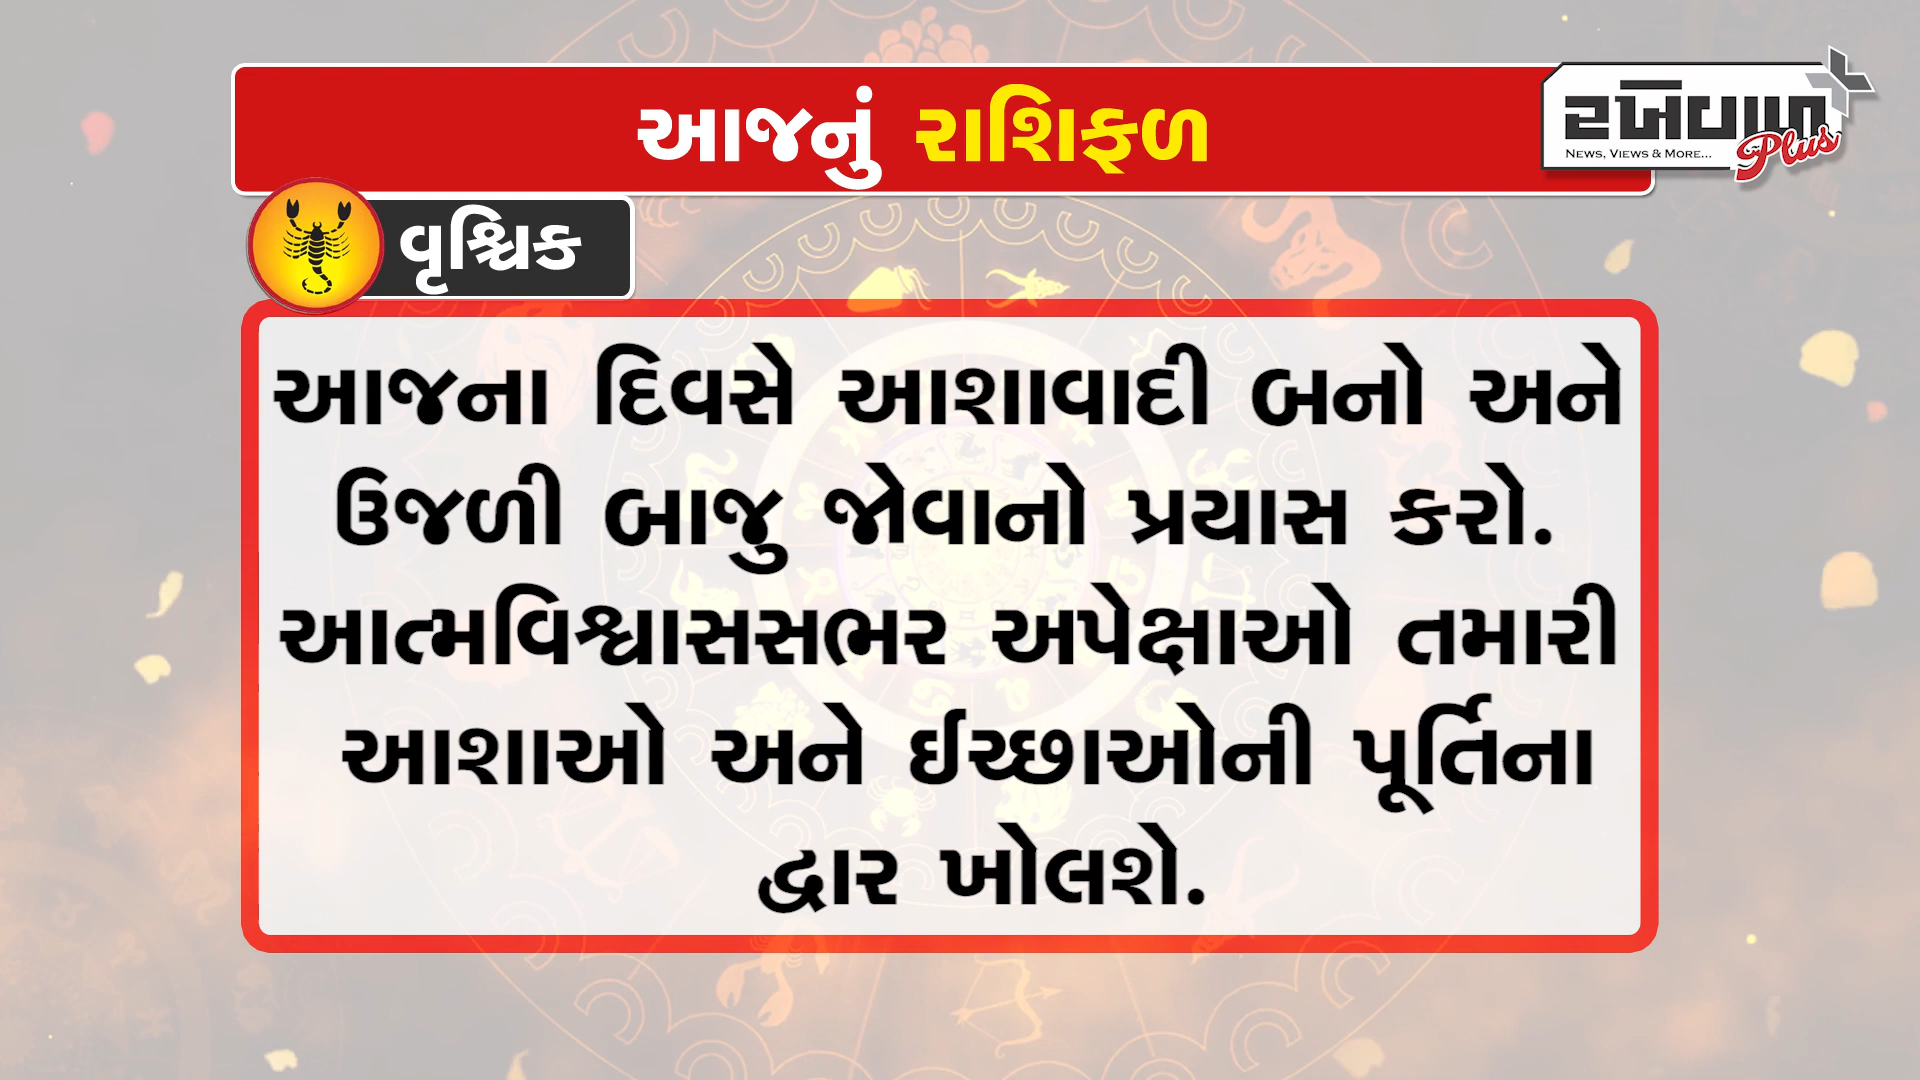 આજનું રાશિફળ
રખેવાળ
Plus
NEWS, VIEWS & MORE...
વૃશ્ચિક
આજના દિવસે આશાવાદી બનો અને
ઉજળી બાજુ જોવાનો પ્રયાસ કરો.
આત્મવિશ્વાસસભર અપેક્ષાઓ તમારી
આશાઓ અને ઈચ્છાઓની પૂર્તિના
દ્વાર ખોલશે.